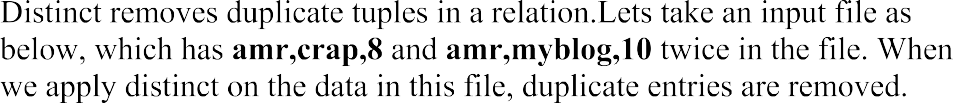 Distinct removes duplicate tuples in a relation.Lets take an input file as
below, which has amr,crap,8 and amr,myblog,10 twice in the file. When
we apply distinct on the data in this file, duplicate entries are removed.